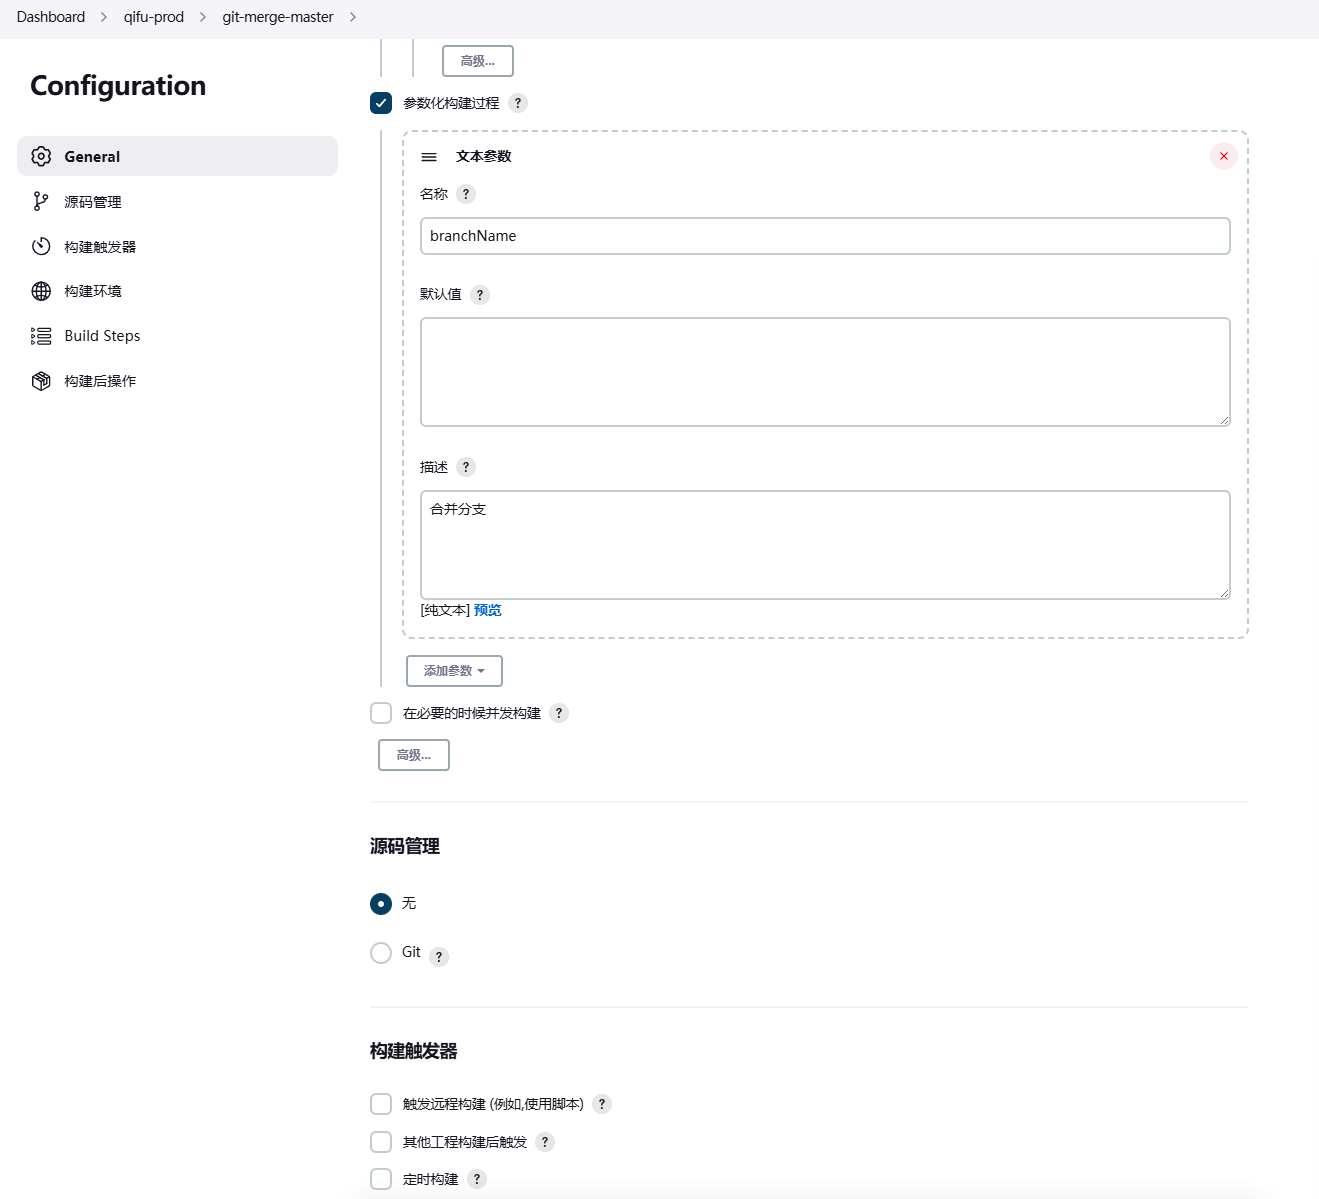 Dashboard qifu-prod git-merge-master
Configuration
General
源码管理
构建触发器
构建环境
Build Steps
构建后操作
高级...
参数化构建过程 ?
文本参数
名称 ?
branchName
默认值 ?
描述 ?
合并分支
[纯文本] 预览
添加参数
在必要的时候并发构建 ?
高级...
源码管理
无
Git ?
构建触发器
触发远程构建 (例如,使用脚本) ?
其他工程构建后触发 ?
定时构建 ?